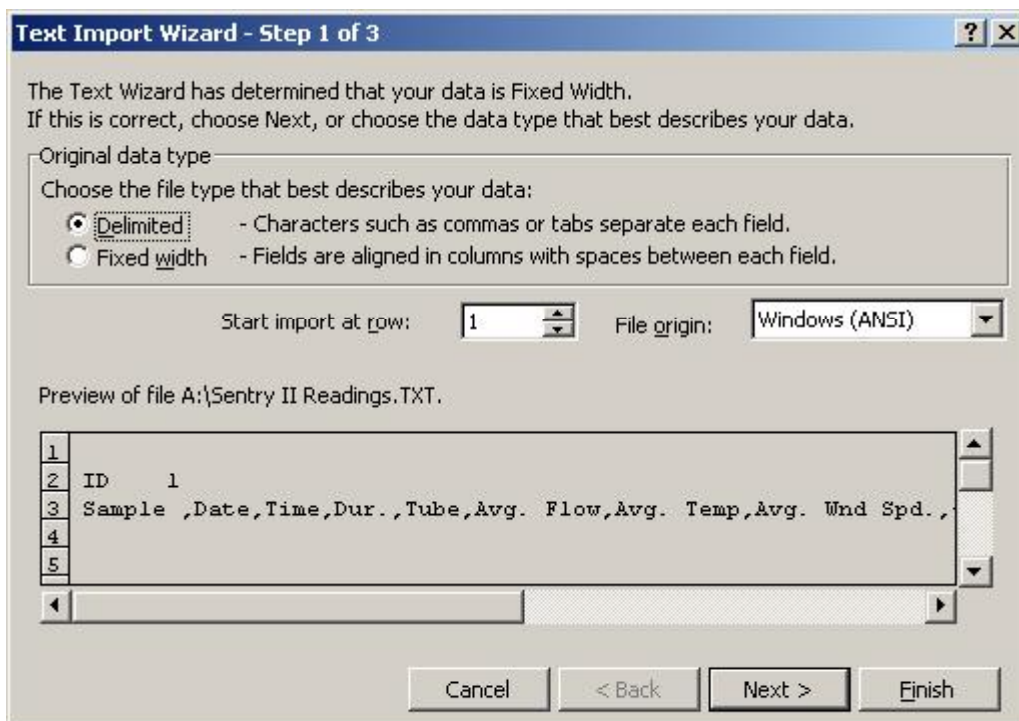 Text Import Wizard - Step 1 of 3
The Text Wizard has determined that your data is Fixed Width.
If this is correct, choose Next, or choose the data type that best describes your data.
Original data type
Choose the file type that best describes your data:
Delimited - Characters such as commas or tabs separate each field.
Fixed width - Fields are aligned in columns with spaces between each field.
Start import at row: 1 File origin: Windows (ANSI)
Preview of file A:\Sentry II Readings.TXT.
1
2 ID 1
3 Sample ,Date,Time,Dur.,Tube,Avg. Flow,Avg. Temp,Avg. Wnd Spd.,
4
5
Cancel < Back Next > Finish